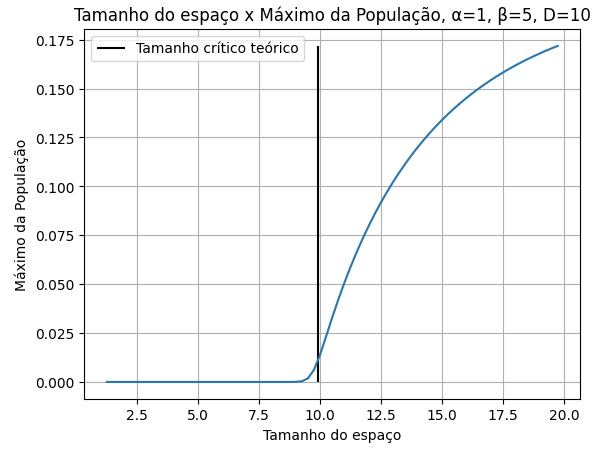 Tamanho do espaço x Máximo da População, α=1, β=5, D=10
Tamanho crítico teórico
Máximo da População
0.175
0.150
0.125
0.100
0.075
0.050
0.025
0.000
2.5 5.0 7.5 10.0 12.5 15.0 17.5 20.0
Tamanho do espaço